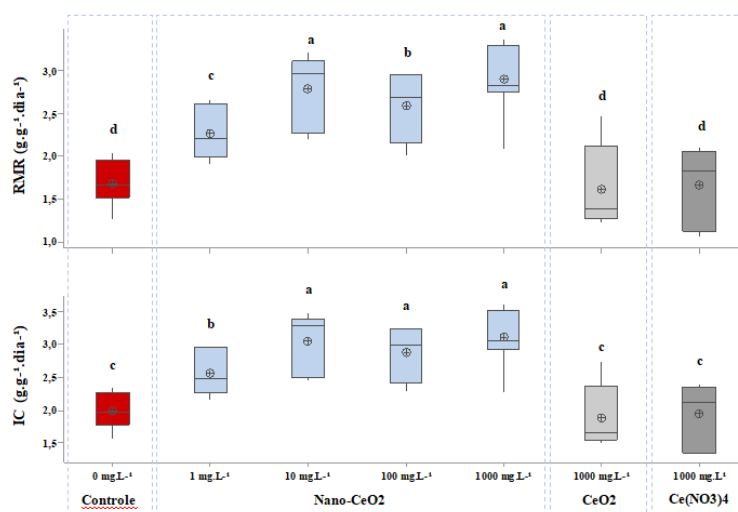 a
a
b
c
d
d
d
3,0
2,5
2,0
1,5
1,0
RMR (g.g-¹.dia-¹)
a
a
a
b
c
c
c
3,5
3,0
2,5
2,0
1,5
IC (g.g-¹.dia-¹)
0 mg.L-¹ 1 mg.L-¹ 10 mg.L-¹ 100 mg.L-¹ 1000 mg.L-¹ 1000 mg.L-¹ 1000 mg.L-¹
Controle Nano-CeO2 CeO2 Ce(NO3)4